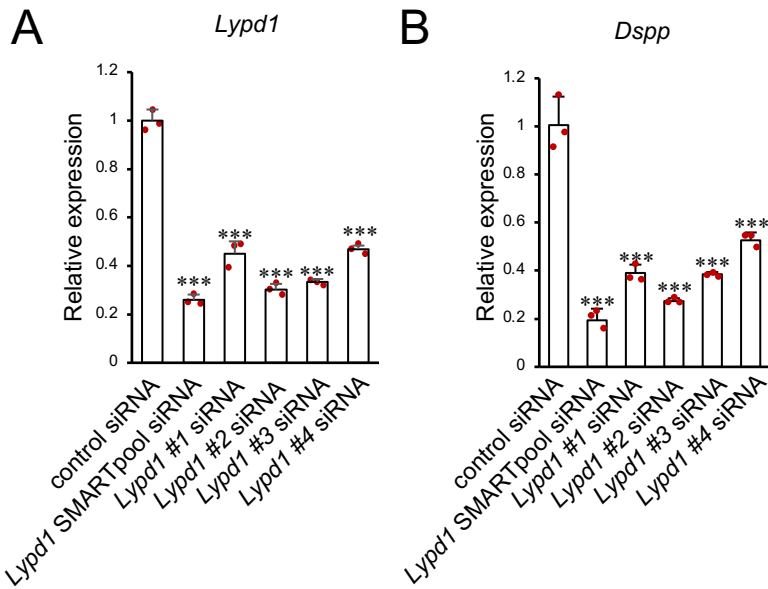 A
Lypd1
Relative expression
1.2
1
0.8
0.6
0.4
0.2
0
***
***
***
***
***
control siRNA
Lypd1 SMARTpool siRNA
Lypd1 #1 siRNA
Lypd1 #2 siRNA
Lypd1 #3 siRNA
Lypd1 #4 siRNA
B
Dspp
Relative expression
1.2
1
0.8
0.6
0.4
0.2
0
***
***
***
***
***
control siRNA
Lypd1 SMARTpool siRNA
Lypd1 #1 siRNA
Lypd1 #2 siRNA
Lypd1 #3 siRNA
Lypd1 #4 siRNA